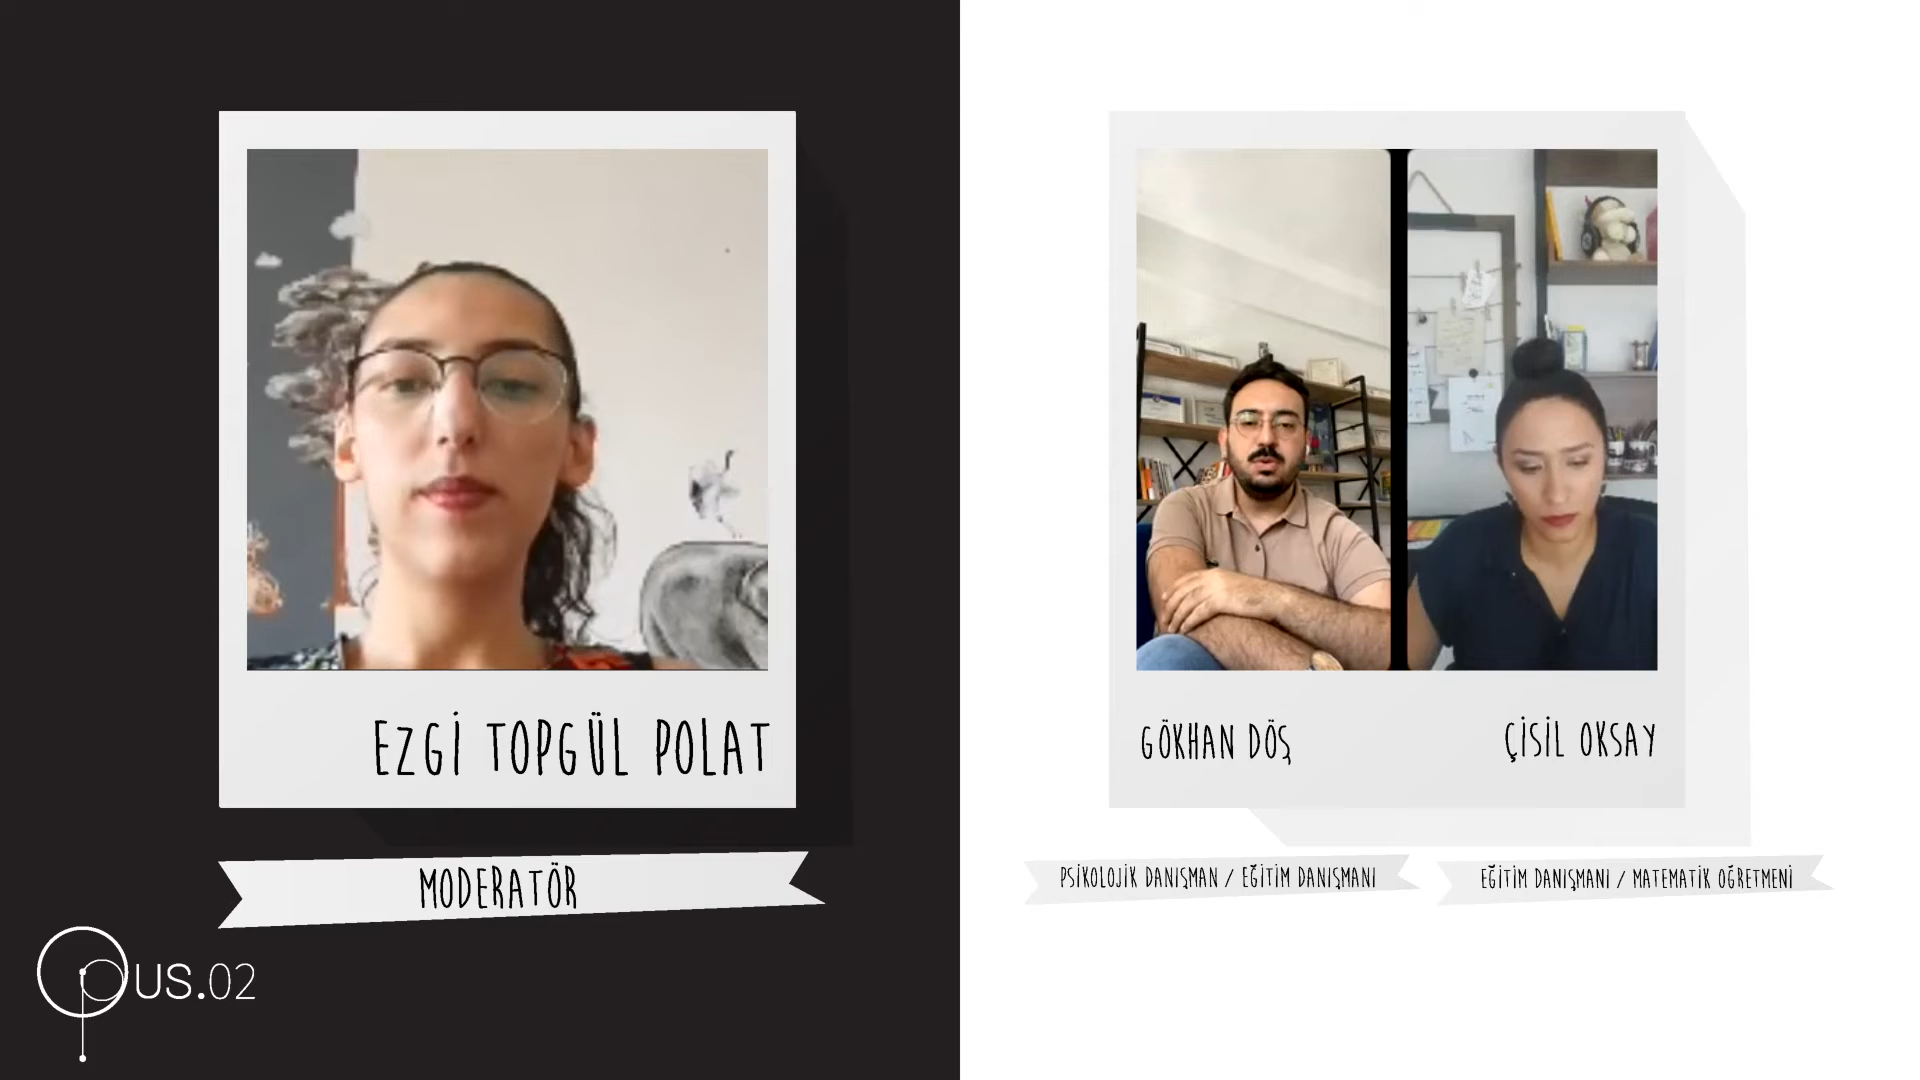 EZGİ TOPGÜL POLAT
MODERATÖR
GÖKHAN DÖŞ
ÇİSİL OKSAY
PSİKOLOJİK DANIŞMAN / EĞİTİM DANIŞMANI
EĞİTİM DANIŞMANI / MATEMATİK ÖĞRETMENİ
OPUS.02